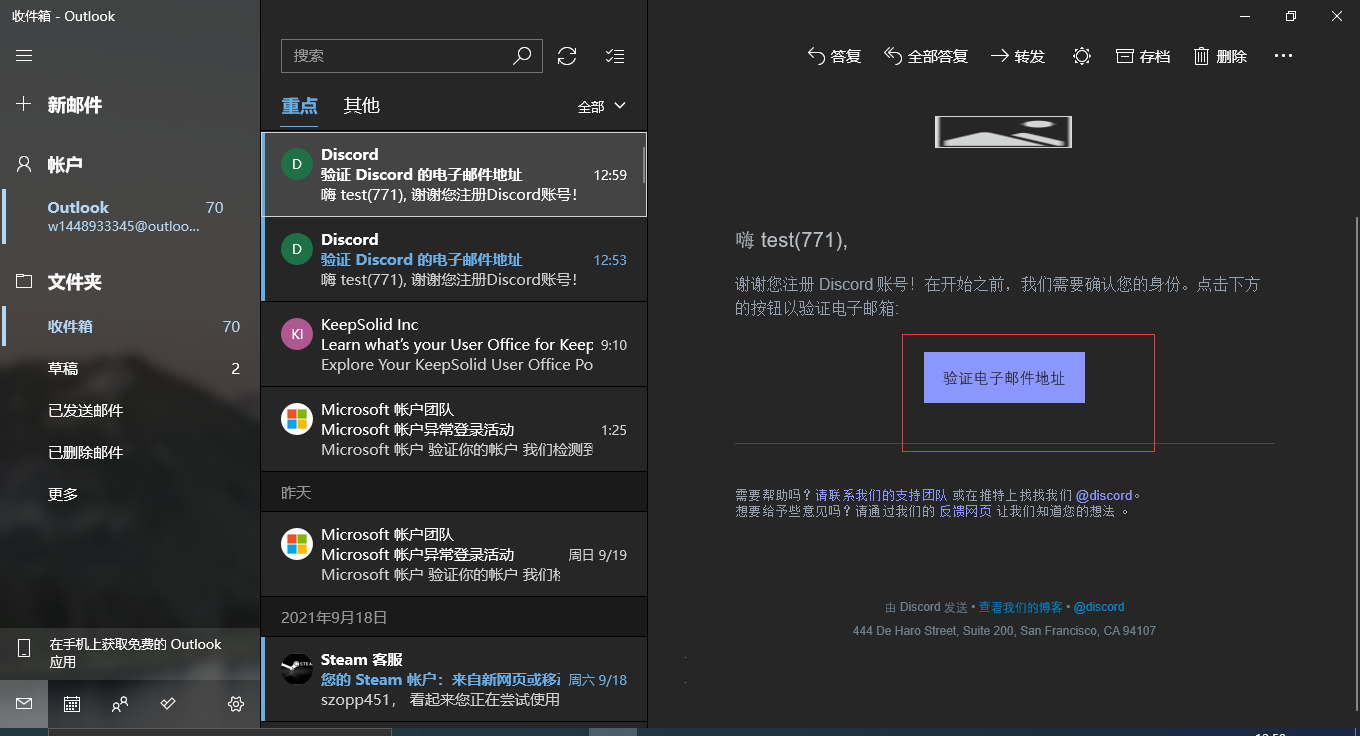 收件箱 - Outlook
新邮件
帐户
Outlook 70
w1448933345@outloo...
文件夹
收件箱 70
草稿 2
已发送邮件
已删除邮件
更多
在手机上获取免费的 Outlook
应用
搜索
重点 其他 全部
D
Discord
验证 Discord 的电子邮件地址 12:59
嗨 test(771), 谢谢您注册Discord账号！
D
Discord
验证 Discord 的电子邮件地址 12:53
嗨 test(771), 谢谢您注册Discord账号！
KI
KeepSolid Inc
Learn what's your User Office for Keep 9:10
Explore Your KeepSolid User Office Po
Microsoft 帐户团队
Microsoft 帐户异常登录活动 1:25
Microsoft 帐户 验证你的帐户 我们检测到
昨天
Microsoft 帐户团队
Microsoft 帐户异常登录活动 周日 9/19
Microsoft 帐户 验证你的帐户 我们
2021年9月18日
STEA
Steam 客服
您的 Steam 帐户：来自新网页或移 周六 9/18
szopp451， 看起来您正在尝试使用
答复 全部答复 转发 存档 删除
嗨 test(771),
谢谢您注册 Discord 账号！在开始之前，我们需要确认您的身份。点击下方
的按钮以验证电子邮箱:
验证电子邮件地址
需要帮助吗？请联系我们的支持团队 或在推特上找找我们 @discord。
想要给予些意见吗？请通过我们的 反馈网页 让我们知道您的想法 。
由 Discord 发送 • 查看我们的博客 • @discord
444 De Haro Street, Suite 200, San Francisco, CA 94107